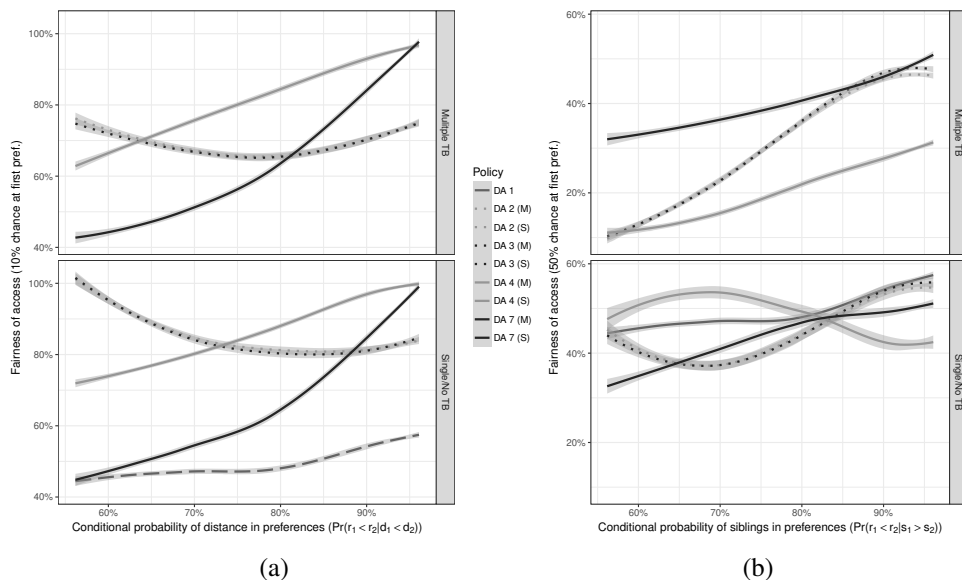 100%
80%
60%
40%
Mulitple TB
100%
80%
60%
40%
Single/No TB
Fairness of access (10% chance at first pref.)
60%
70%
80%
90%
Conditional probability of distance in preferences (Pr(r₁ < r₂|d₁ < d₂))
(a)
Policy
DA 1
DA 2 (M)
DA 2 (S)
DA 3 (M)
DA 3 (S)
DA 4 (M)
DA 4 (S)
DA 7 (M)
DA 7 (S)
60%
40%
20%
Mulitple TB
60%
40%
20%
Single/No TB
Fairness of access (50% chance at first pref.)
60%
70%
80%
90%
Conditional probability of siblings in preferences (Pr(r₁ < r₂|s₁ > s₂))
(b)